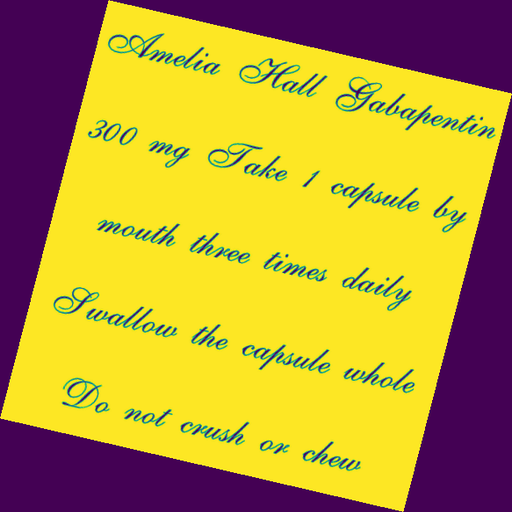 Amelia Hall Gabapentin
300 mg Take 1 capsule by
mouth three times daily
Swallow the capsule whole
Do not crush or chew